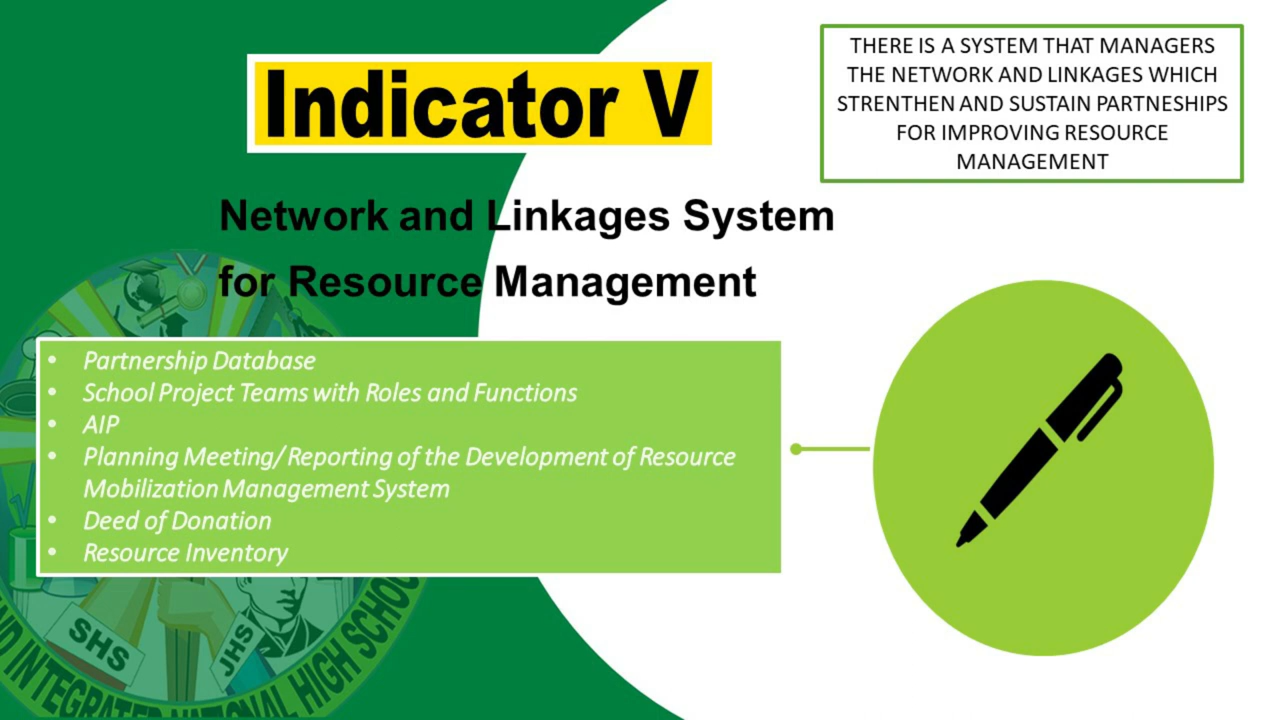 Indicator V
THERE IS A SYSTEM THAT MANAGERS
THE NETWORK AND LINKAGES WHICH
STRENTHEN AND SUSTAIN PARTNESHIPS
FOR IMPROVING RESOURCE
MANAGEMENT
Network and Linkages System
for Resource Management
• Partnership Database
• School Project Teams with Roles and Functions
• AIP
• Planning Meeting/ Reporting of the Development of Resource
Mobilization Management System
• Deed of Donation
• Resource Inventory
SHS
JHS
INTEGRATED NATIONAL HIGH SCHOOL